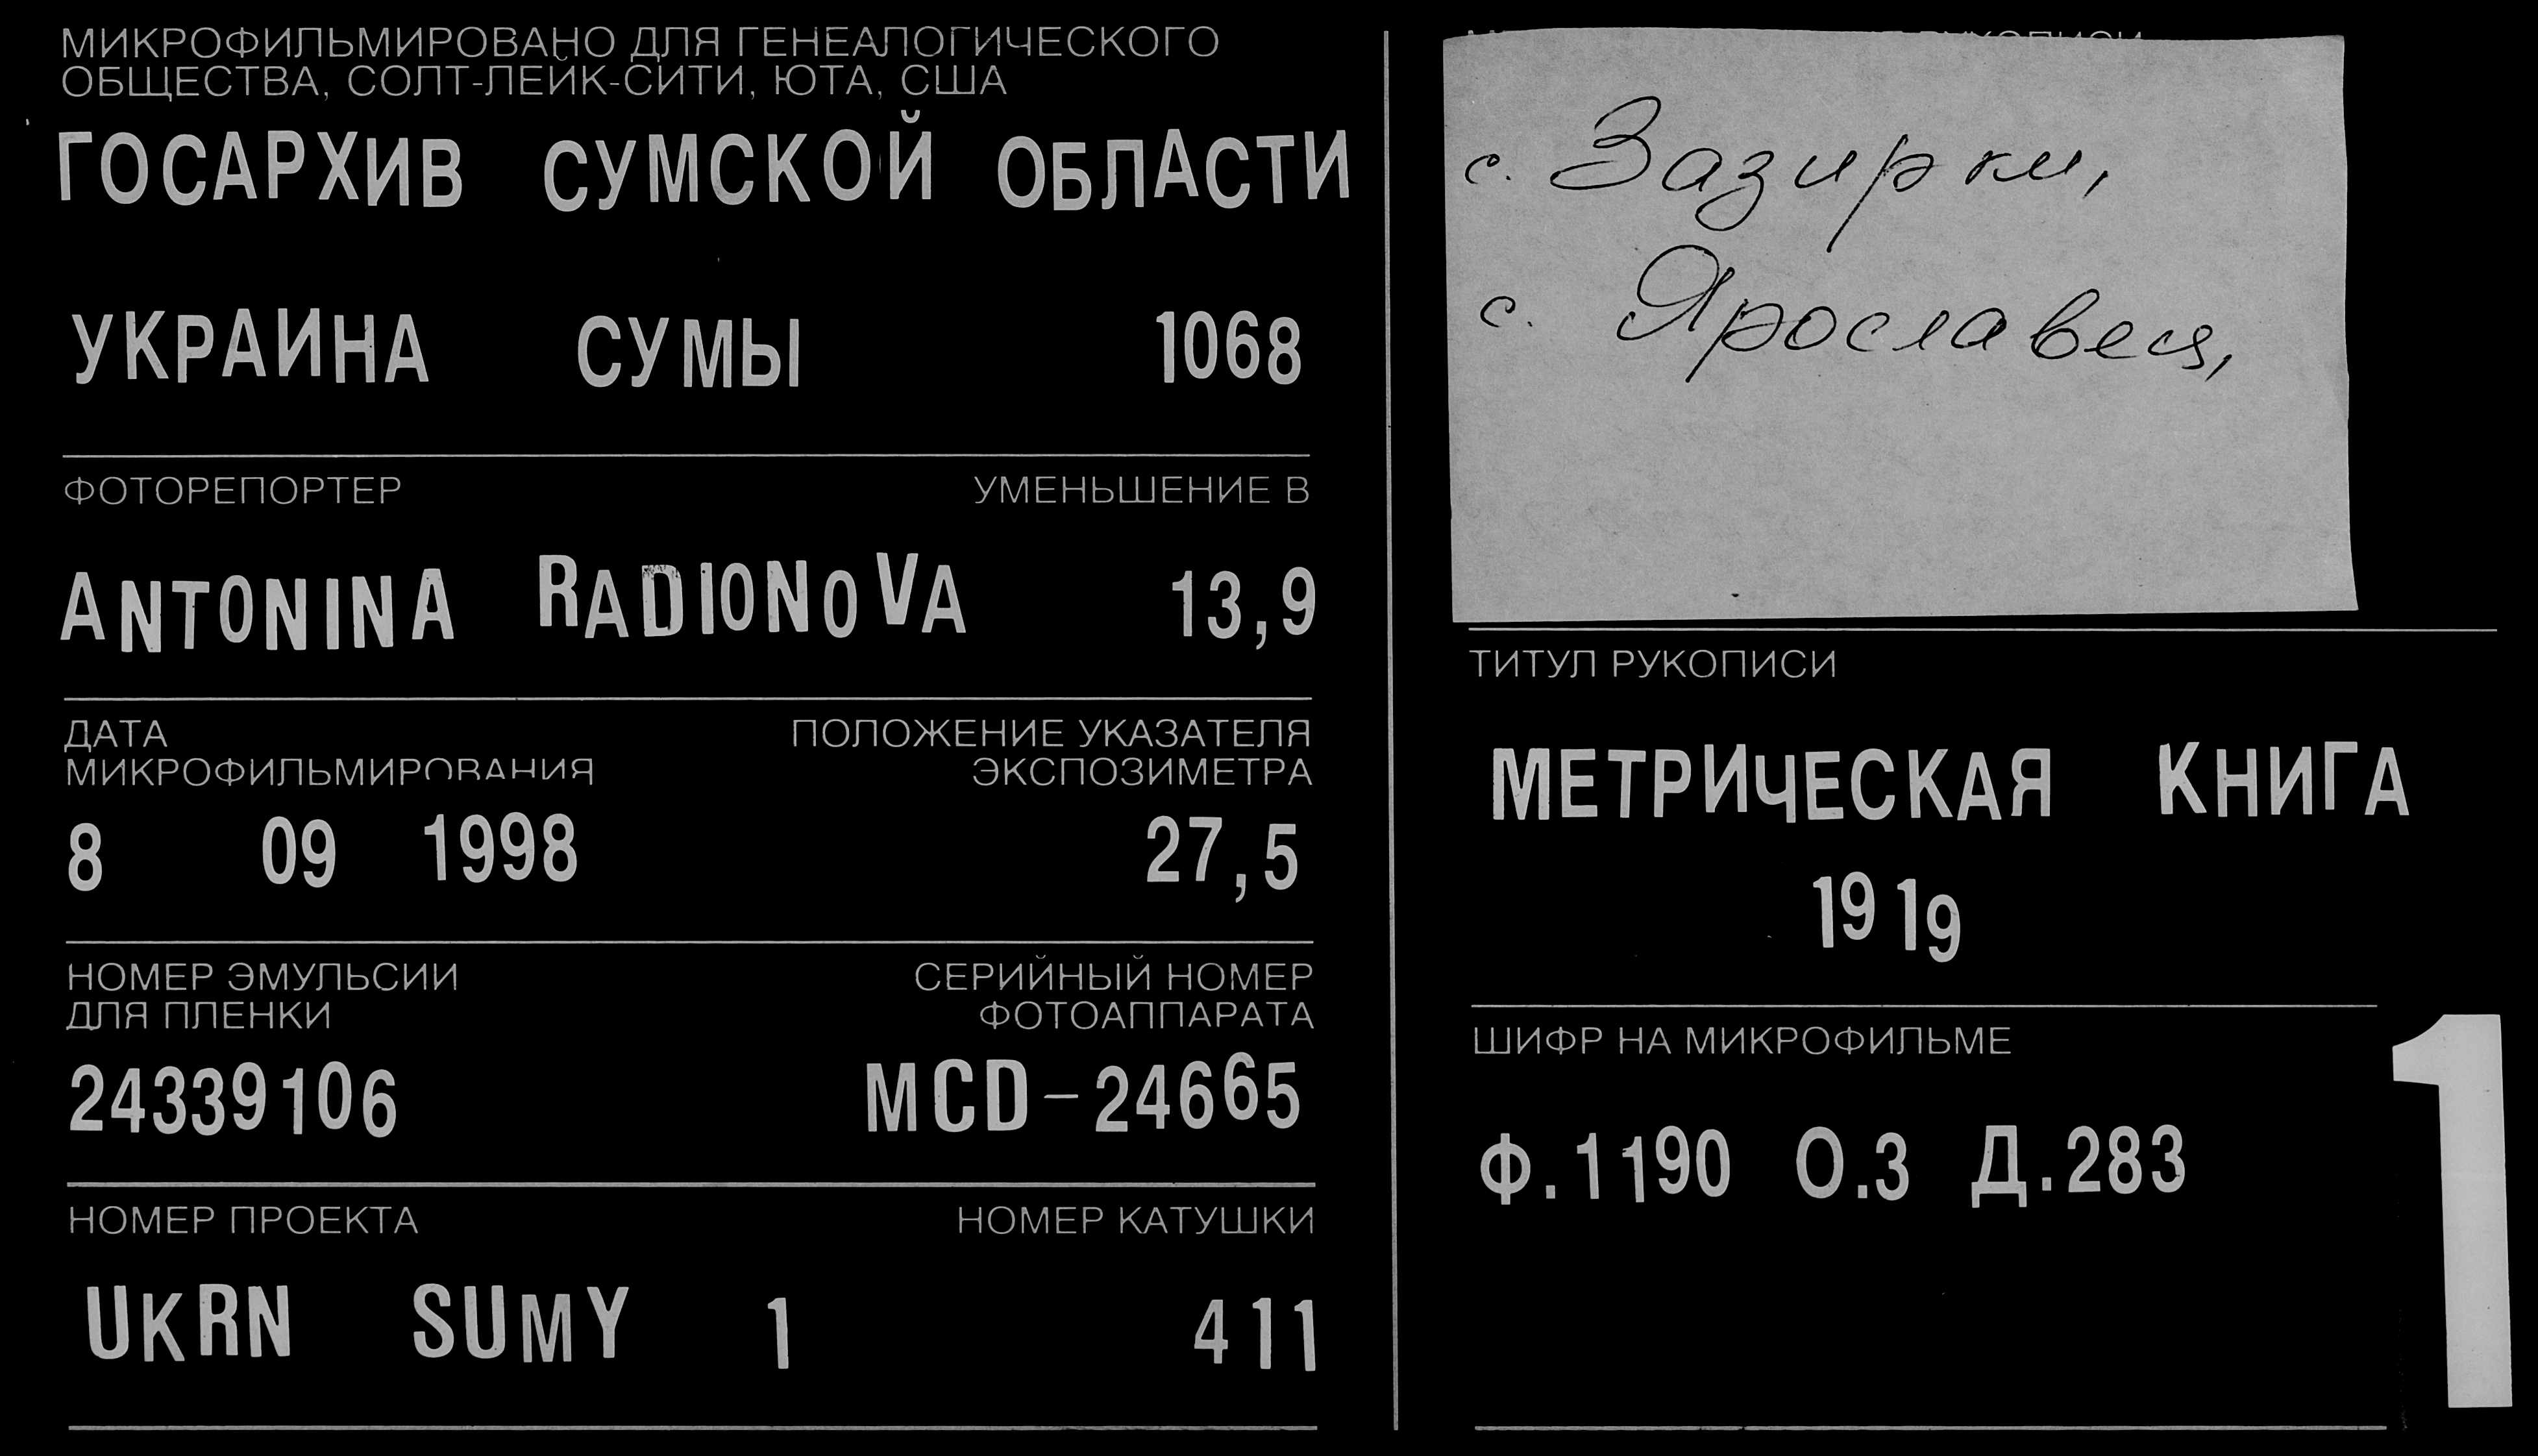 МИКРОФИЛЬМИРОВАНО ДЛЯ ГЕНЕАЛОГИЧЕСКОГО
ОБЩЕСТВА, СОЛТ-ЛЕЙК-СИТИ, ЮТА, США
ГОСАРХИВ СУМСКОЙ ОБЛАСТИ
УКРАИНА СУМЫ 1068
ФОТОРЕПОРТЕР УМЕНЬШЕНИЕ В
ANTONINA RADIONOVA 13,9
ДАТА
МИКРОФИЛЬМИРОВАНИЯ
ПОЛОЖЕНИЕ УКАЗАТЕЛЯ
ЭКСПОЗИМЕТРА
8 09 1998 27,5
НОМЕР ЭМУЛЬСИИ
ДЛЯ ПЛЕНКИ
СЕРИЙНЫЙ НОМЕР
ФОТОАППАРАТА
24339106 MCD-24665
НОМЕР ПРОЕКТА НОМЕР КАТУШКИ
UKRN SUMY 1 411
с. Зазирки,
с. Ярославец,
ТИТУЛ РУКОПИСИ
МЕТРИЧЕСКАЯ КНИГА
1919
ШИФР НА МИКРОФИЛЬМЕ
Ф.1190 О.3 Д.283
1